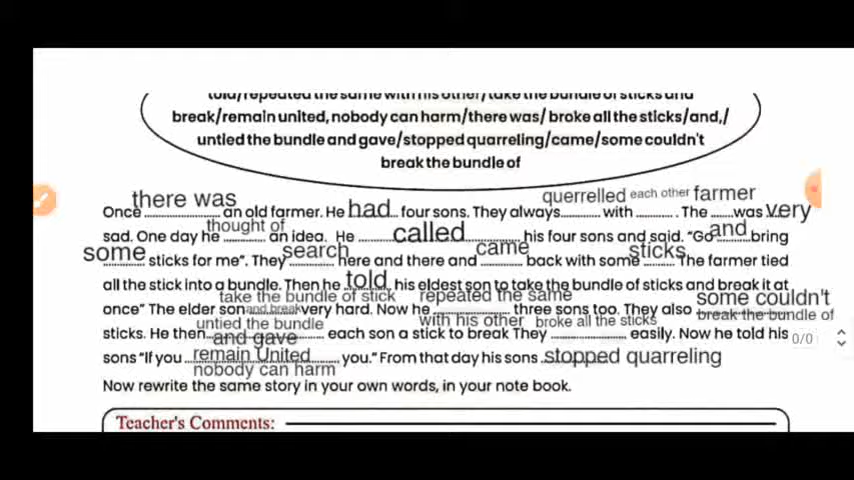 told/repeated the same with his other/take the bundle of sticks and
break/remain united, nobody can harm/there was/ broke all the sticks/and,/
untied the bundle and gave/stopped quarreling/came/some couldn't
break the bundle of
Once there was an old farmer. He had four sons. They always querrelled with each other. The farmer was very
sad. One day he thought of an idea. He called his four sons and said. "Go and bring
some sticks for me". They search here and there and came back with some sticks The farmer tied
all the stick into a bundle. Then he told his eldest son to take the bundle of sticks and break it at
once" The elder son take the bundle of stick and break very hard. Now he repeated the same with his other three sons too. They also some couldn't break the bundle of
sticks. He then untied the bundle and gave each son a stick to break They broke all the sticks easily. Now he told his
sons "If you remain United nobody can harm you." From that day his sons stopped quarreling
Now rewrite the same story in your own words, in your note book.
Teacher's Comments:
0/0